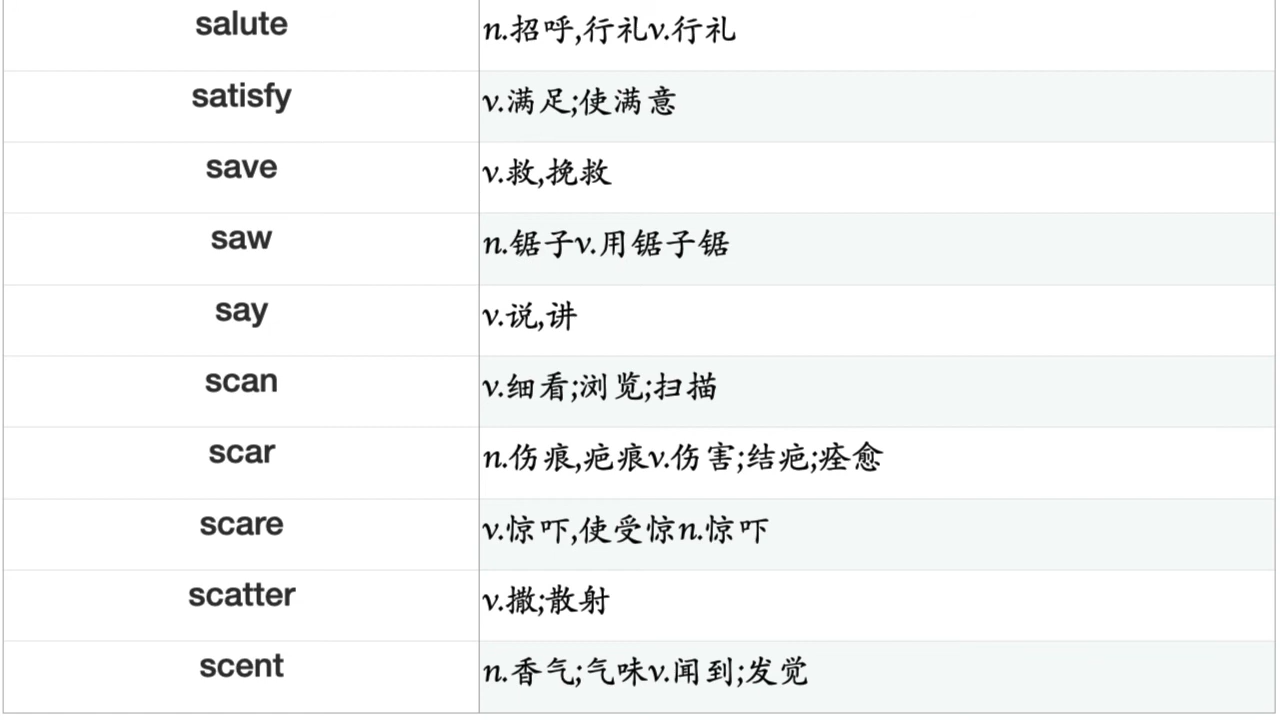 salute n.招呼,行礼v.行礼
satisfy v.满足;使满意
save v.救,挽救
saw n.锯子v.用锯子锯
say v.说,讲
scan v.细看;浏览;扫描
scar n.伤痕,疤痕v.伤害;结疤;痊愈
scare v.惊吓,使受惊n.惊吓
scatter v.撒;散射
scent n.香气;气味v.闻到;发觉